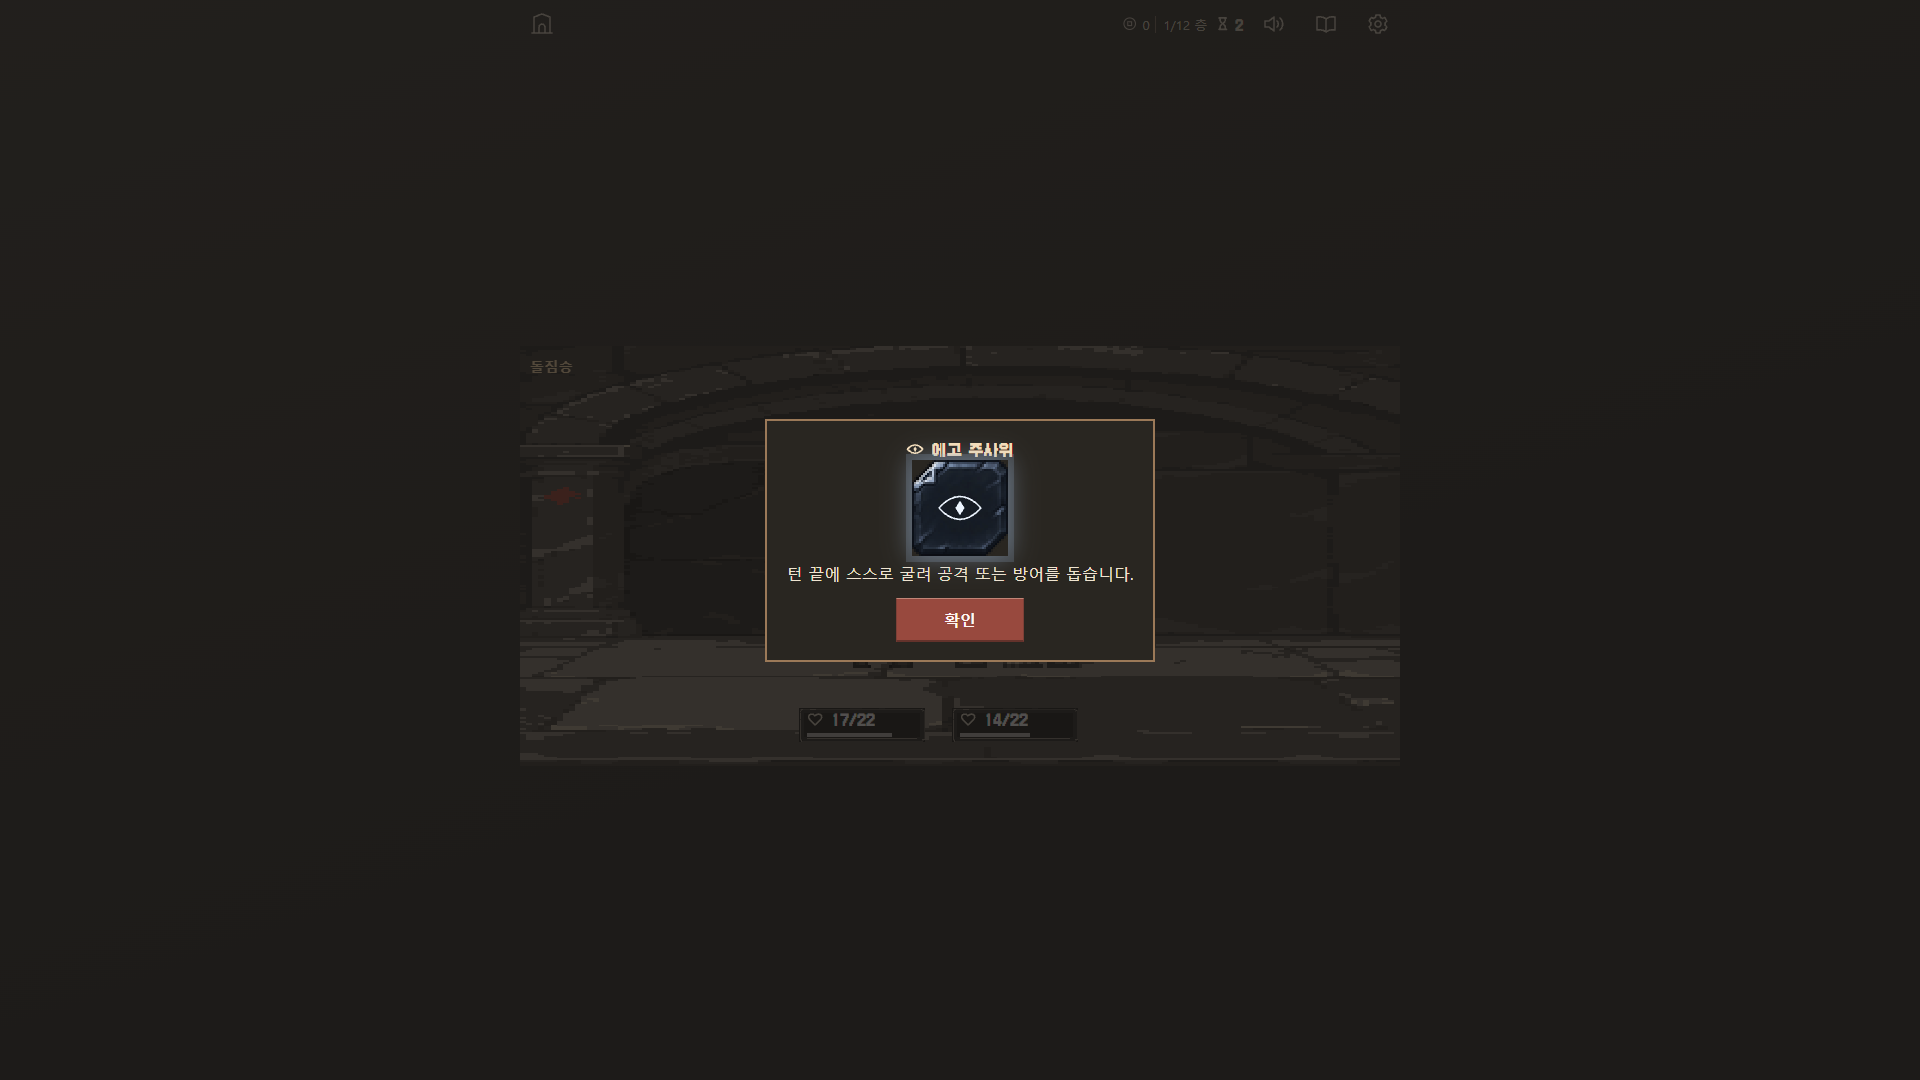 0 1/12 층 2
돌짐승
에고 주사위
턴 끝에 스스로 굴려 공격 또는 방어를 돕습니다.
확인
17/22 14/22